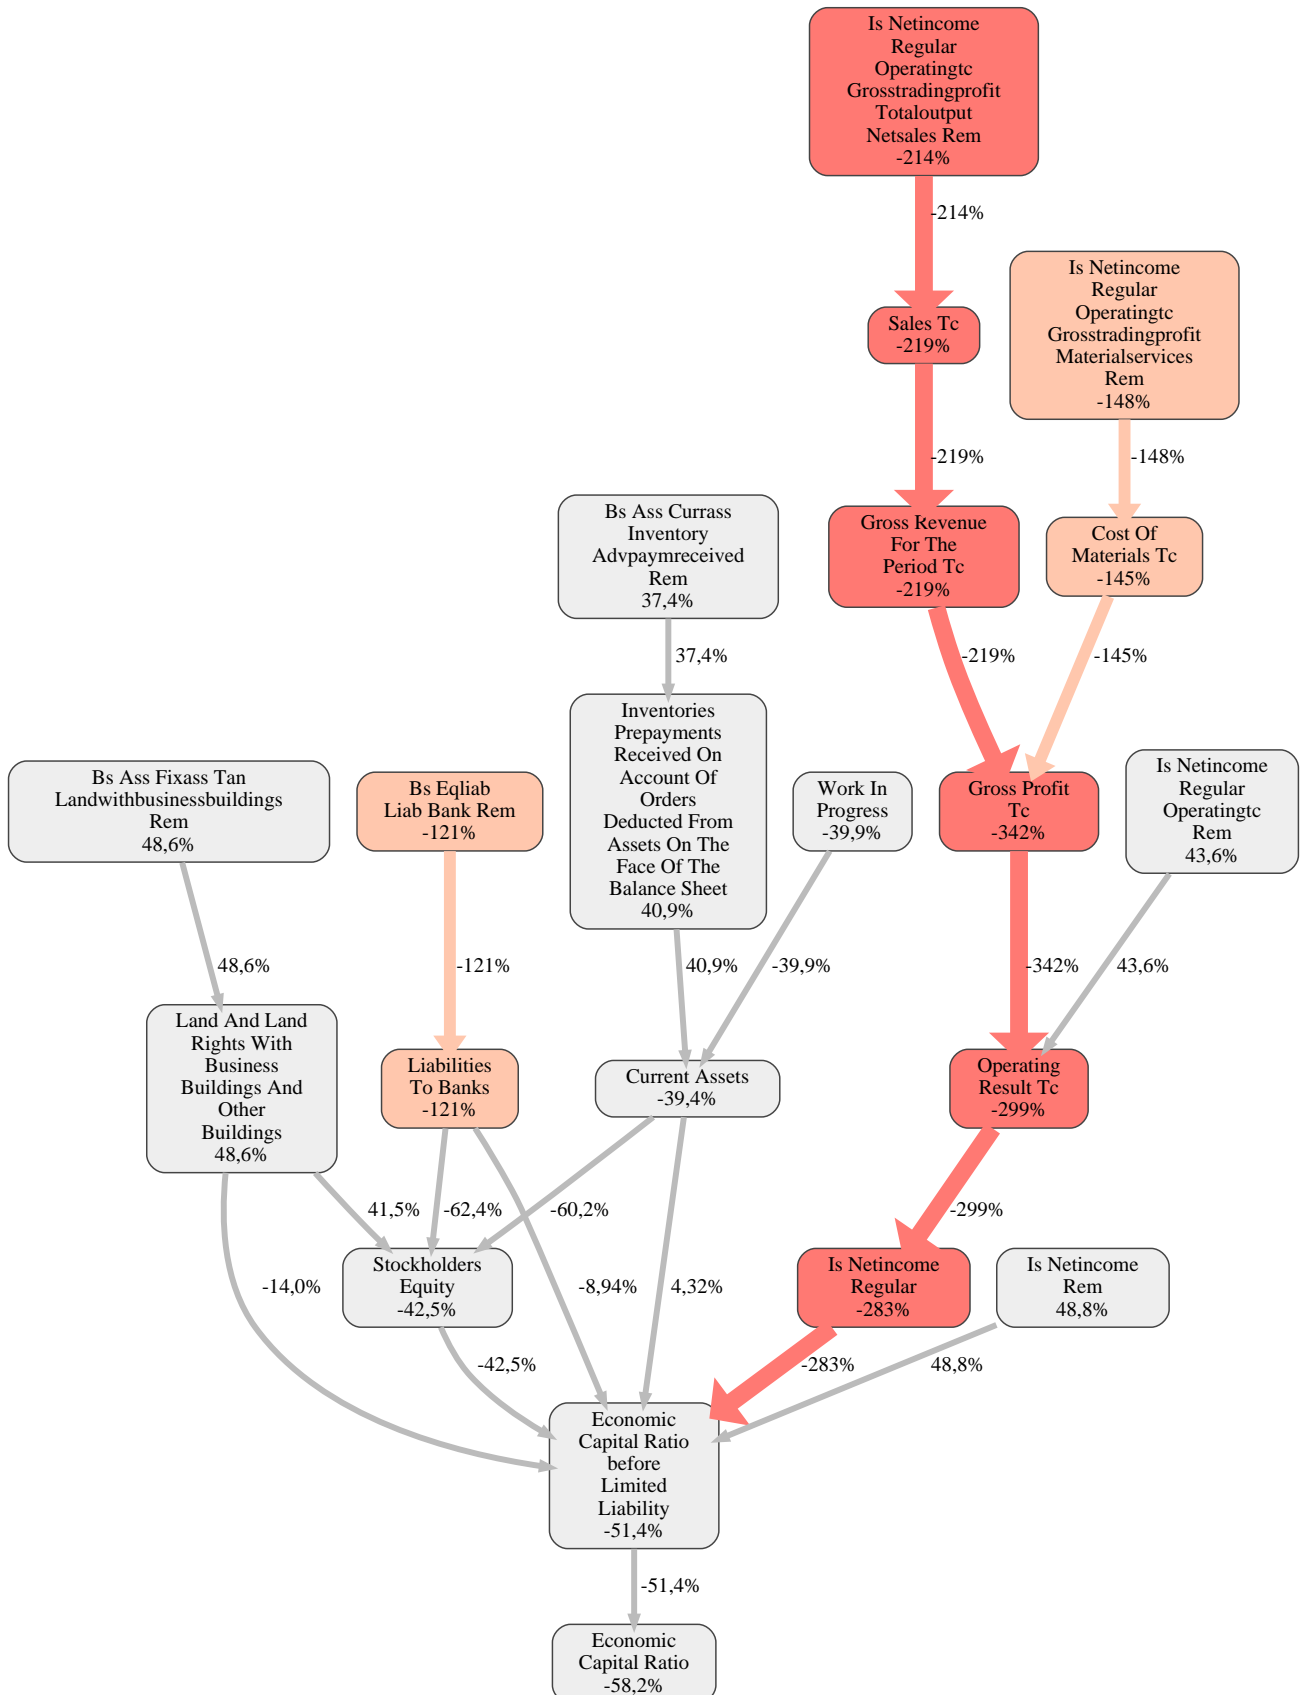 Is Netincome
Regular
Operatingtc
Grosstradingprofit
Totaloutput
Netsales Rem
-214%
-214%
Is Netincome
Regular
Operatingtc
Grosstradingprofit
Materialservices
Rem
-148%
Sales Tc
-219%
-219%
-148%
Bs Ass Currass
Inventory
Advpaymreceived
Rem
37,4%
Gross Revenue
For The
Period Tc
-219%
Cost Of
Materials Tc
-145%
37,4%
-219%
-145%
Inventories
Prepayments
Received On
Account Of
Orders
Deducted From
Assets On The
Face Of The
Balance Sheet
40,9%
Bs Ass Fixass Tan
Landwithbusinessbuildings
Rem
48,6%
Bs Eqliab
Liab Bank Rem
-121%
Work In
Progress
-39,9%
Gross Profit
Tc
-342%
Is Netincome
Regular
Operatingtc
Rem
43,6%
48,6%
-121%
40,9%
-39,9%
-342%
43,6%
Land And Land
Rights With
Business
Buildings And
Other
Buildings
48,6%
Liabilities
To Banks
-121%
Current Assets
-39,4%
Operating
Result Tc
-299%
41,5%
-62,4%
-60,2%
-299%
-14,0%
Stockholders
Equity
-42,5%
-8,94%
4,32%
Is Netincome
Regular
-283%
Is Netincome
Rem
48,8%
-42,5%
-283%
48,8%
Economic
Capital Ratio
before
Limited
Liability
-51,4%
-51,4%
Economic
Capital Ratio
-58,2%